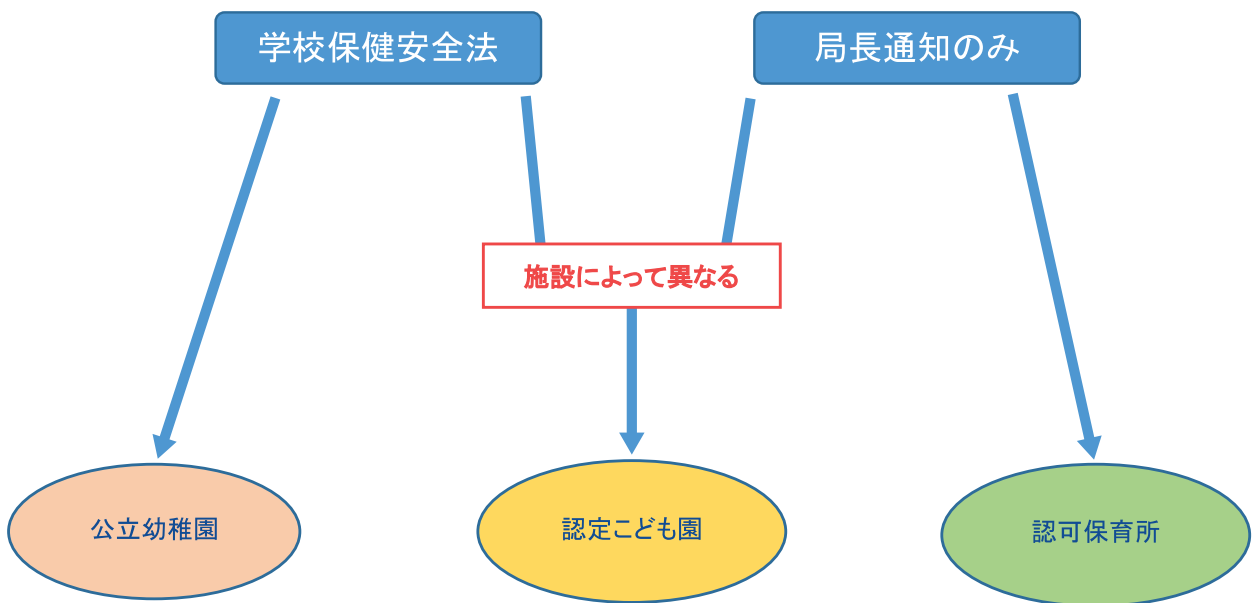 学校保健安全法
局長通知のみ
施設によって異なる
公立幼稚園
認定こども園
認可保育所